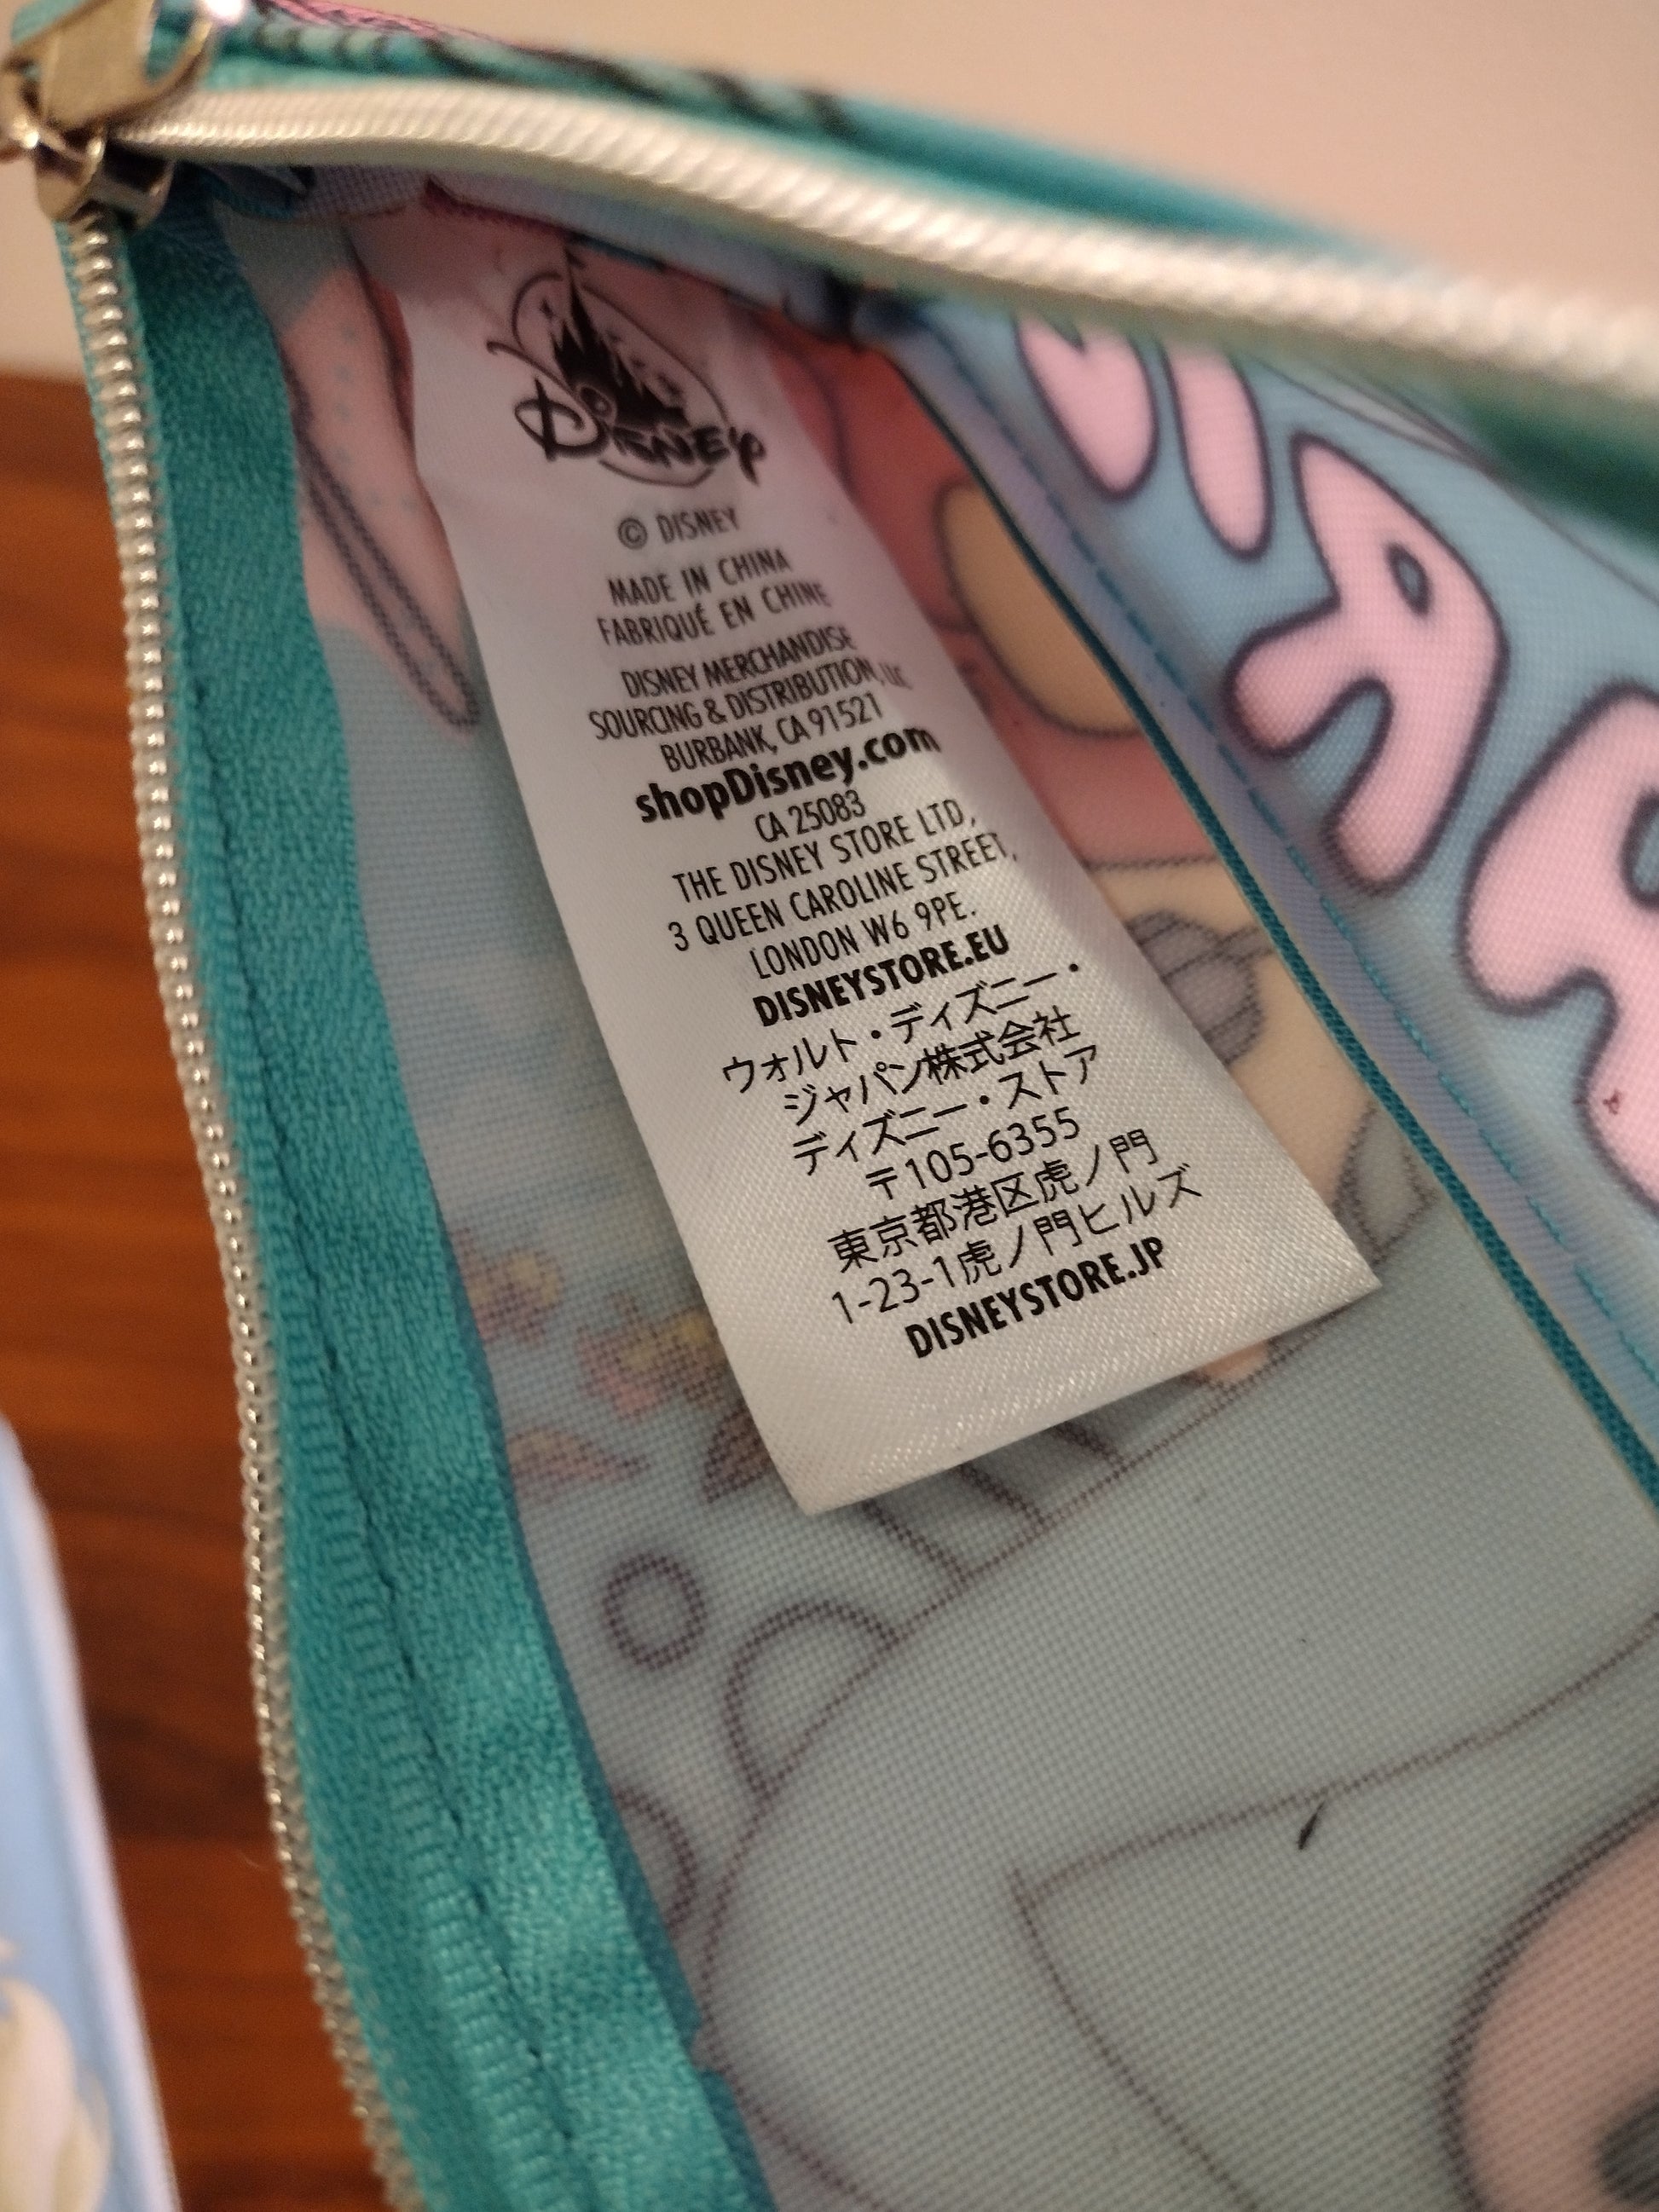 Disney
© DISNEY
MADE IN CHINA
FABRIQUÉ EN CHINE
DISNEY MERCHANDISE
SOURCING & DISTRIBUTION, LLC
BURBANK, CA 91521
shopDisney.com
CA 25083
THE DISNEY STORE LTD,
3 QUEEN CAROLINE STREET,
LONDON W6 9PE.
DISNEYSTORE.EU
ウォルト・ディズニー・
ジャパン株式会社
ディズニー・ストア
〒105-6355
東京都港区虎ノ門
1-23-1虎ノ門ヒルズ
DISNEYSTORE.JP